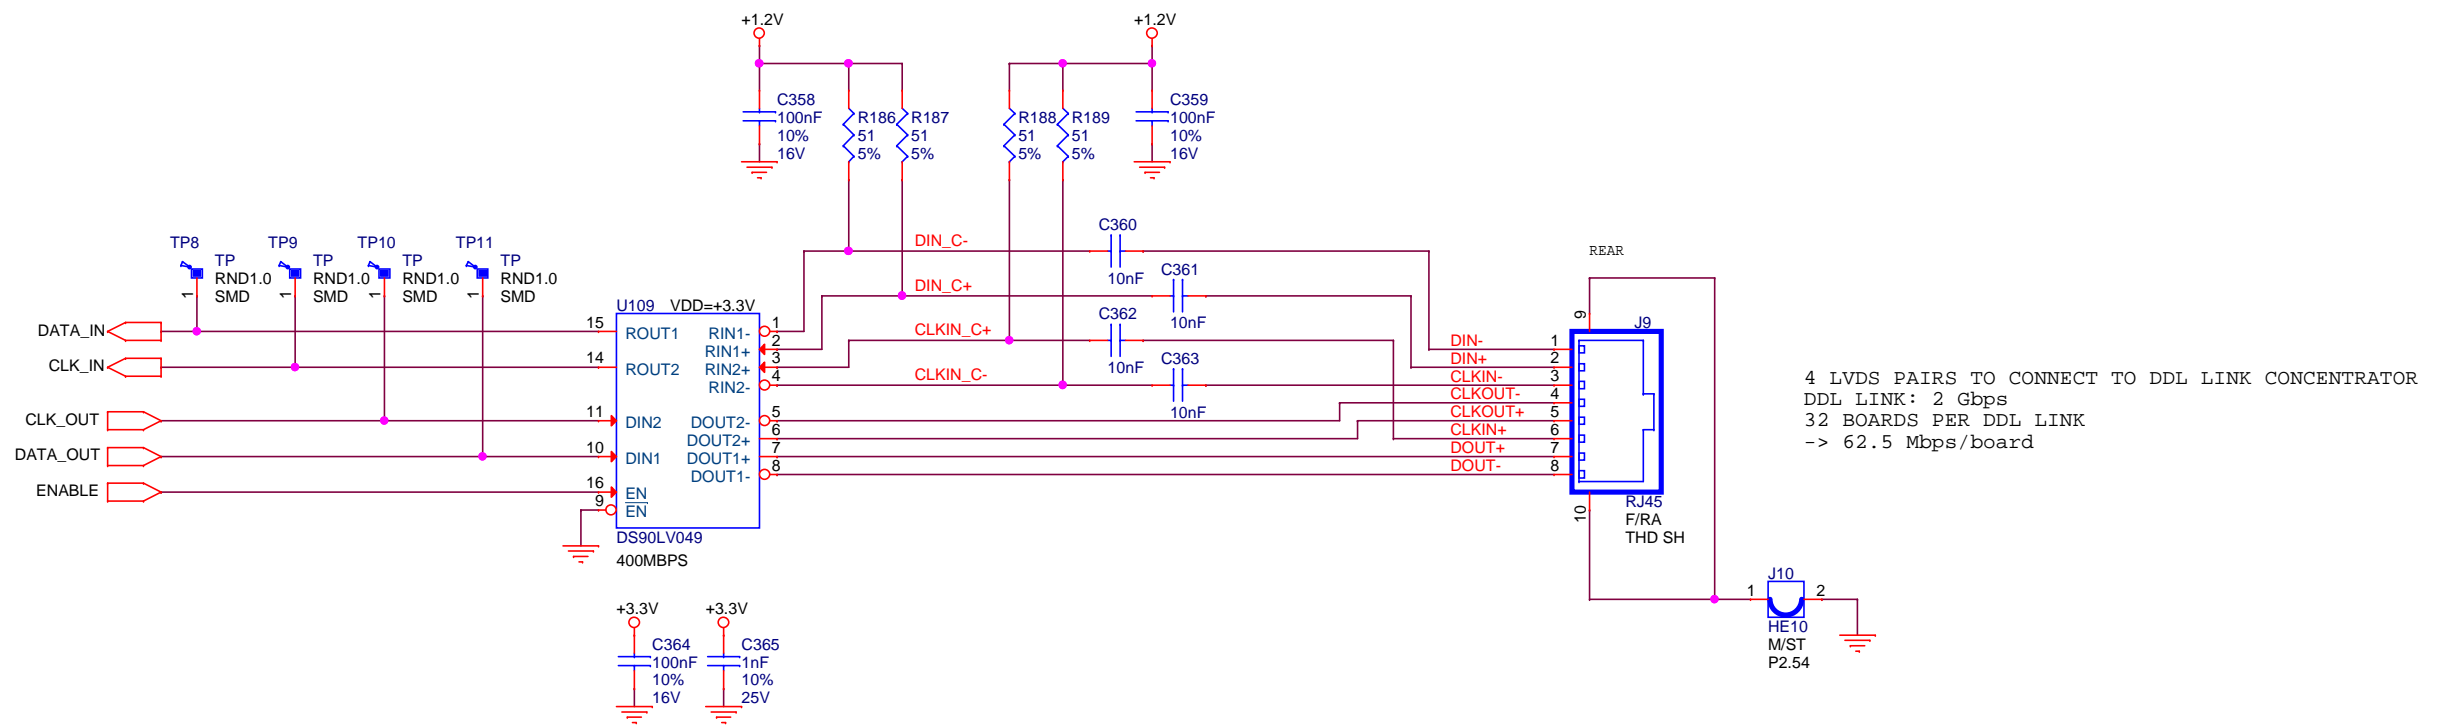 +1.2V
+1.2V
C358
100nF
10%
16V
R186
51
5%
R187
51
5%
R188
51
5%
R189
51
5%
C359
100nF
10%
16V
TP8
TP
RND1.0
SMD
1
TP9
TP
RND1.0
SMD
1
TP10
TP
RND1.0
SMD
1
TP11
TP
RND1.0
SMD
1
DIN_C-
C360
10nF
DIN_C+
C361
10nF
CLKIN_C+
C362
10nF
CLKIN_C-
C363
10nF
DATA_IN
CLK_IN
CLK_OUT
DATA_OUT
ENABLE
U109
VDD=+3.3V
15
ROUT1
14
ROUT2
11
DIN2
10
DIN1
16
EN
9
EN
RIN1-
1
RIN1+
2
RIN2+
3
RIN2-
4
DOUT2-
5
DOUT2+
6
DOUT1+
7
DOUT1-
8
DS90LV049
400MBPS
REAR
9
J9
DIN-
1
DIN+
2
CLKIN-
3
CLKOUT-
4
CLKOUT+
5
CLKIN+
6
DOUT+
7
DOUT-
8
10
RJ45
F/RA
THD SH
4 LVDS PAIRS TO CONNECT TO DDL LINK CONCENTRATOR
DDL LINK: 2 Gbps
32 BOARDS PER DDL LINK
-> 62.5 Mbps/board
J10
1
2
HE10
M/ST
P2.54
+3.3V
C364
100nF
10%
16V
+3.3V
C365
1nF
10%
25V